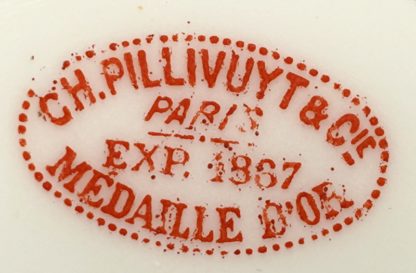 CH. PILLIVUYT & CIE
PARIS
EXP. 1867
MÉDAILLE D'OR